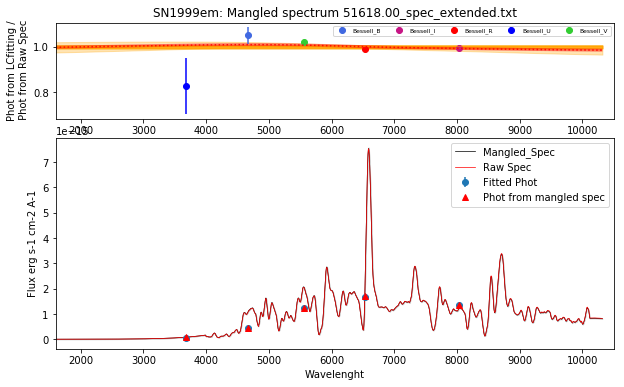 SN1999em: Mangled spectrum 51618.00_spec_extended.txt
Phot from LCfitting /
Phot from Raw Spec
1.0
0.8
Bessell_B
Bessell_I
Bessell_R
Bessell_U
Bessell_V
2000 3000 4000 5000 6000 7000 8000 9000 10000
Flux erg s-1 cm-2 A-1
7
6
5
4
3
2
1
0
Mangled_Spec
Raw Spec
Fitted Phot
Phot from mangled spec
2000 3000 4000 5000 6000 7000 8000 9000 10000
Wavelenght